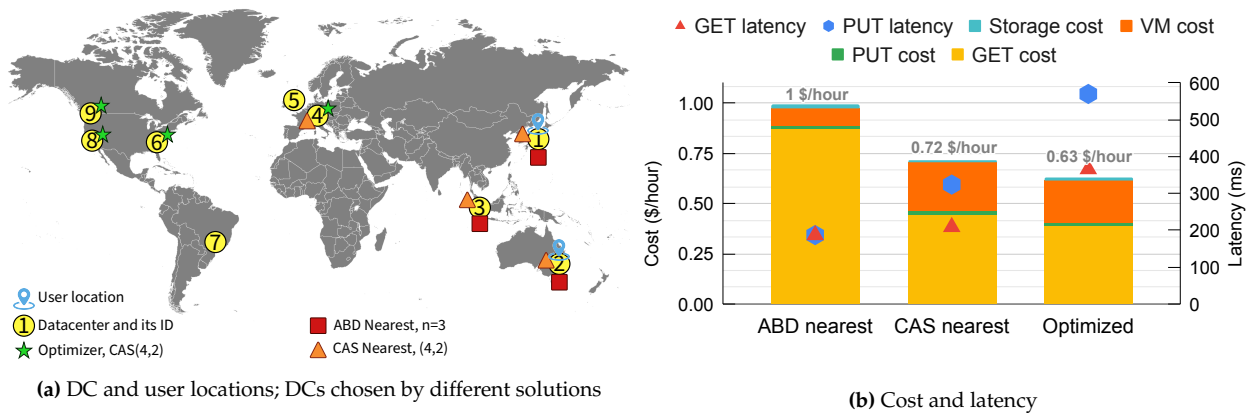 9
8
6
7
5
4
1
3
2
User location
1 Datacenter and its ID
Optimizer, CAS(4,2)
ABD Nearest, n=3
CAS Nearest, (4,2)
(a) DC and user locations; DCs chosen by different solutions
GET latency PUT latency Storage cost VM cost
PUT cost GET cost
Cost ($/hour)
1.00
0.75
0.50
0.25
0.00
1 $/hour
0.72 $/hour
0.63 $/hour
600
500
400
300
200
100
0
Latency (ms)
ABD nearest CAS nearest Optimized
(b) Cost and latency